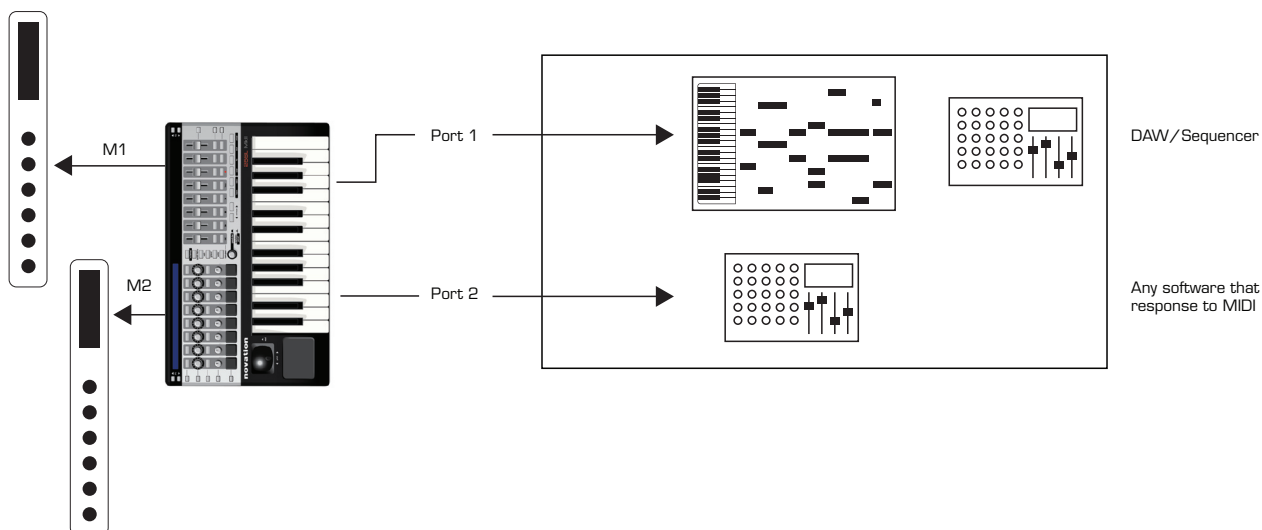 M1
Port 1
DAW/Sequencer
M2
Port 2
Any software that
response to MIDI
novation